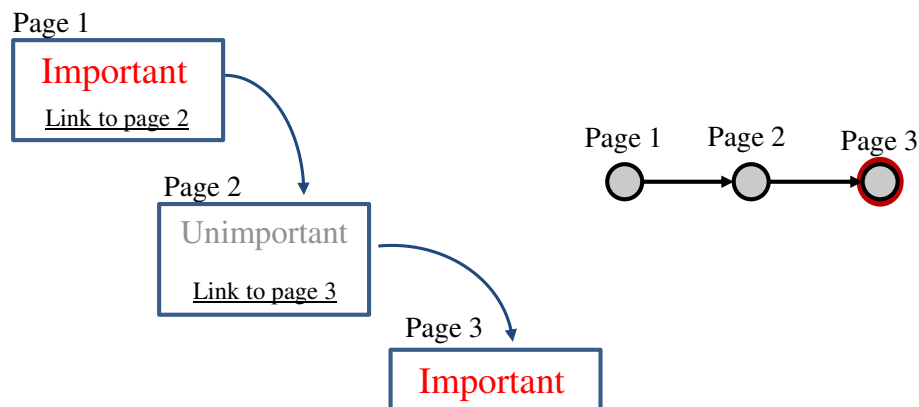 Page 1
Important
Link to page 2
Page 2
Unimportant
Link to page 3
Page 3
Important
Page 1
Page 2
Page 3